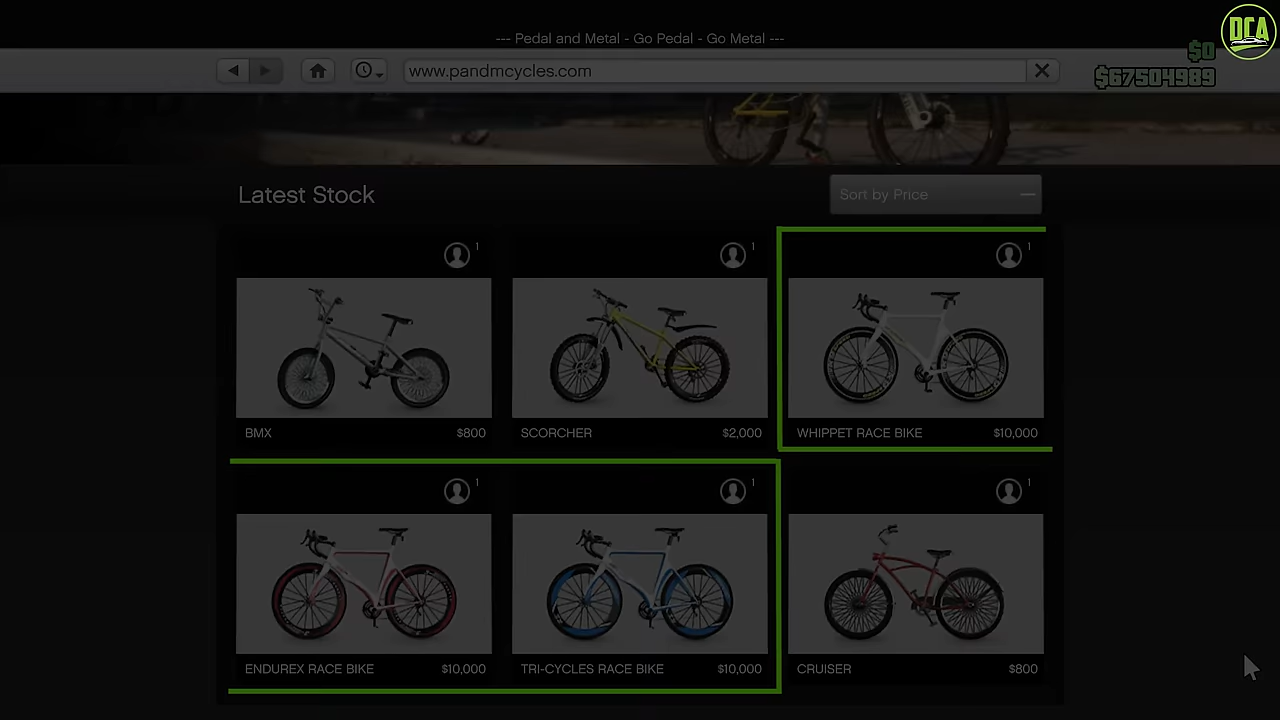 --- Pedal and Metal - Go Pedal - Go Metal ---
DCA
$0
www.pandmcycles.com
$67504989
Latest Stock
Sort by Price
1
1
1
BMX
$800
SCORCHER
$2,000
WHIPPET RACE BIKE
$10,000
1
1
1
ENDUREX RACE BIKE
$10,000
TRI-CYCLES RACE BIKE
$10,000
CRUISER
$800